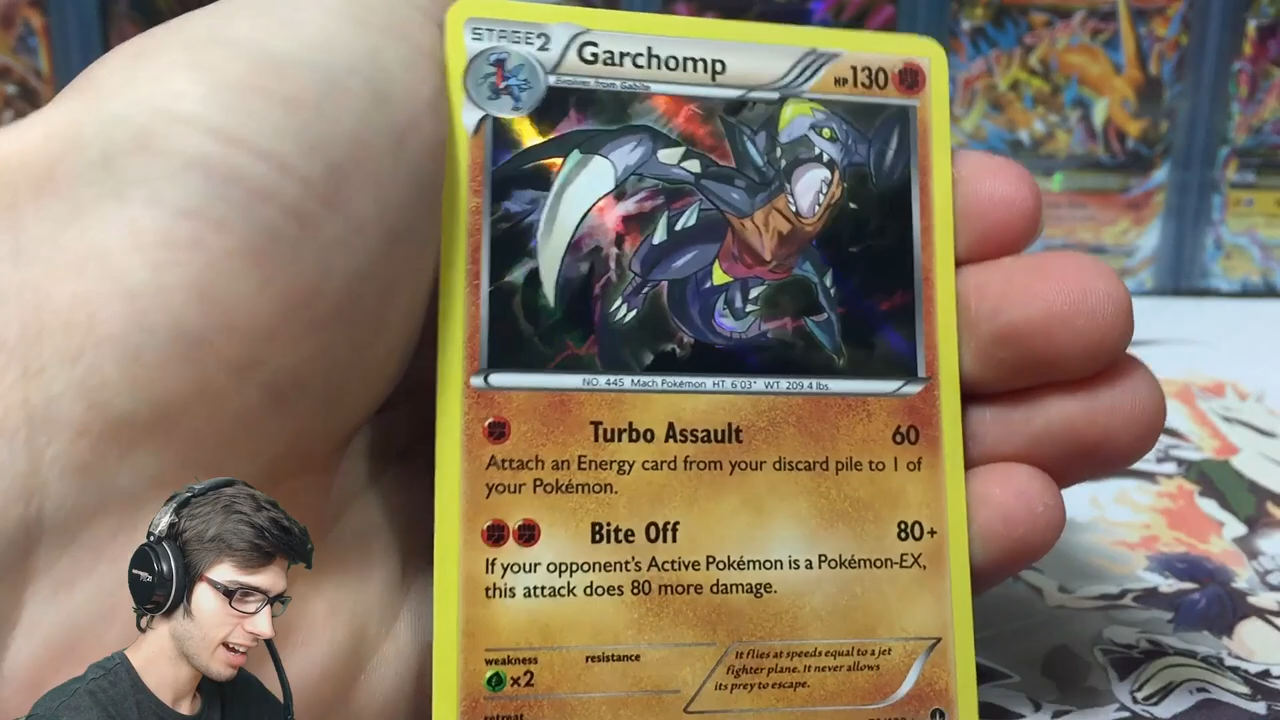 STAGE2
Garchomp
HP130
Evolves from Gabite
NO. 445 Mach Pokémon HT. 6'03" WT. 209.4 lbs.
Turbo Assault 60
Attach an Energy card from your discard pile to 1 of
your Pokémon.
Bite Off 80+
If your opponent's Active Pokémon is a Pokémon-EX,
this attack does 80 more damage.
weakness resistance
×2
It flies at speeds equal to a jet
fighter plane. It never allows
its prey to escape.
retreat